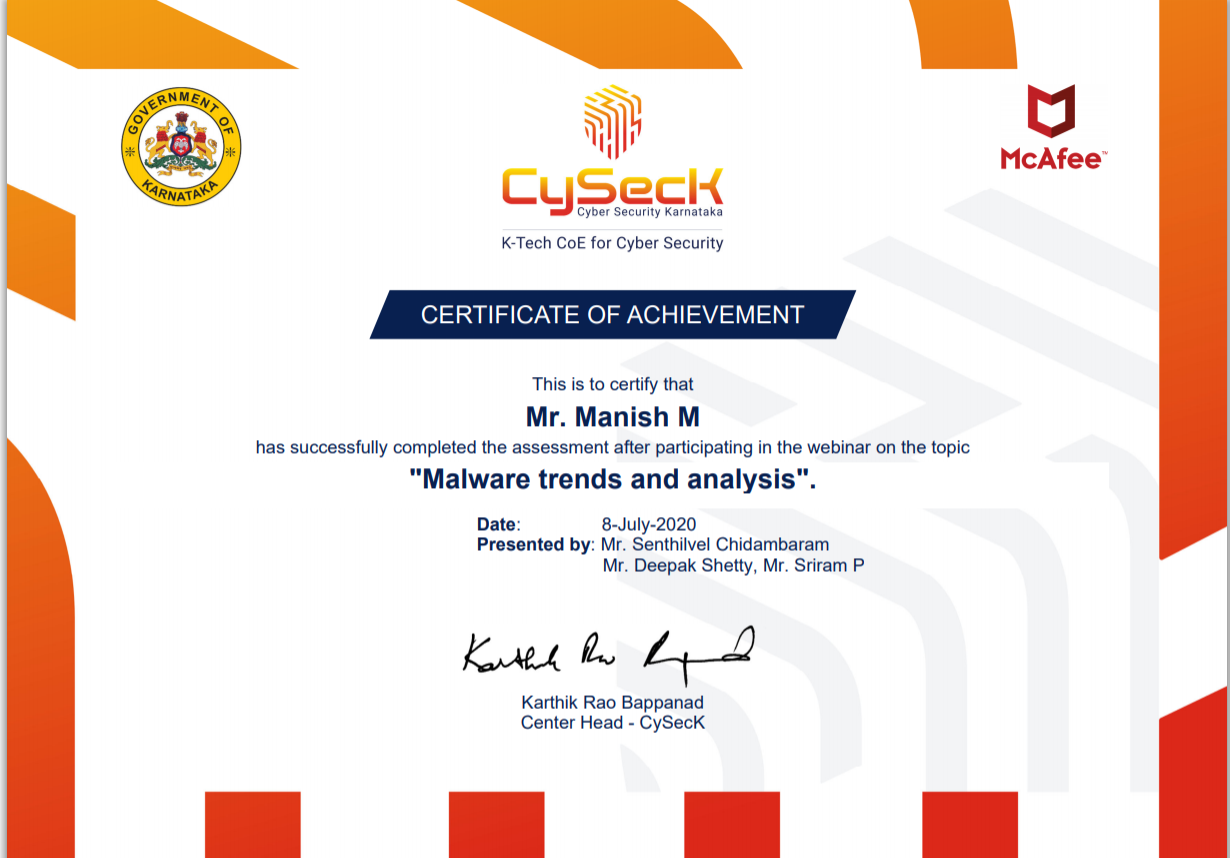 GOVERNMENT OF
KARNATAKA
CySecK
Cyber Security Karnataka
K-Tech CoE for Cyber Security
McAfee™
CERTIFICATE OF ACHIEVEMENT
This is to certify that
Mr. Manish M
has successfully completed the assessment after participating in the webinar on the topic
"Malware trends and analysis".
Date: 8-July-2020
Presented by: Mr. Senthilvel Chidambaram
Mr. Deepak Shetty, Mr. Sriram P
Karthik Rao Bappanad
Karthik Rao Bappanad
Center Head - CySecK